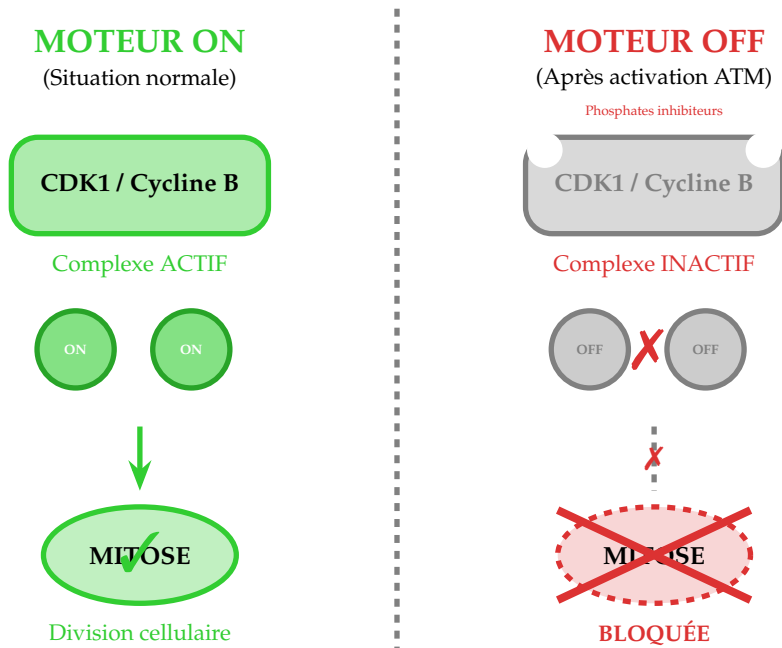 MOTEUR ON
(Situation normale)
CDK1 / Cycline B
Complexe ACTIF
ON
ON
MITOSE
Division cellulaire
MOTEUR OFF
(Après activation ATM)
Phosphates inhibiteurs
CDK1 / Cycline B
Complexe INACTIF
OFF
OFF
MITOSE
BLOQUÉE